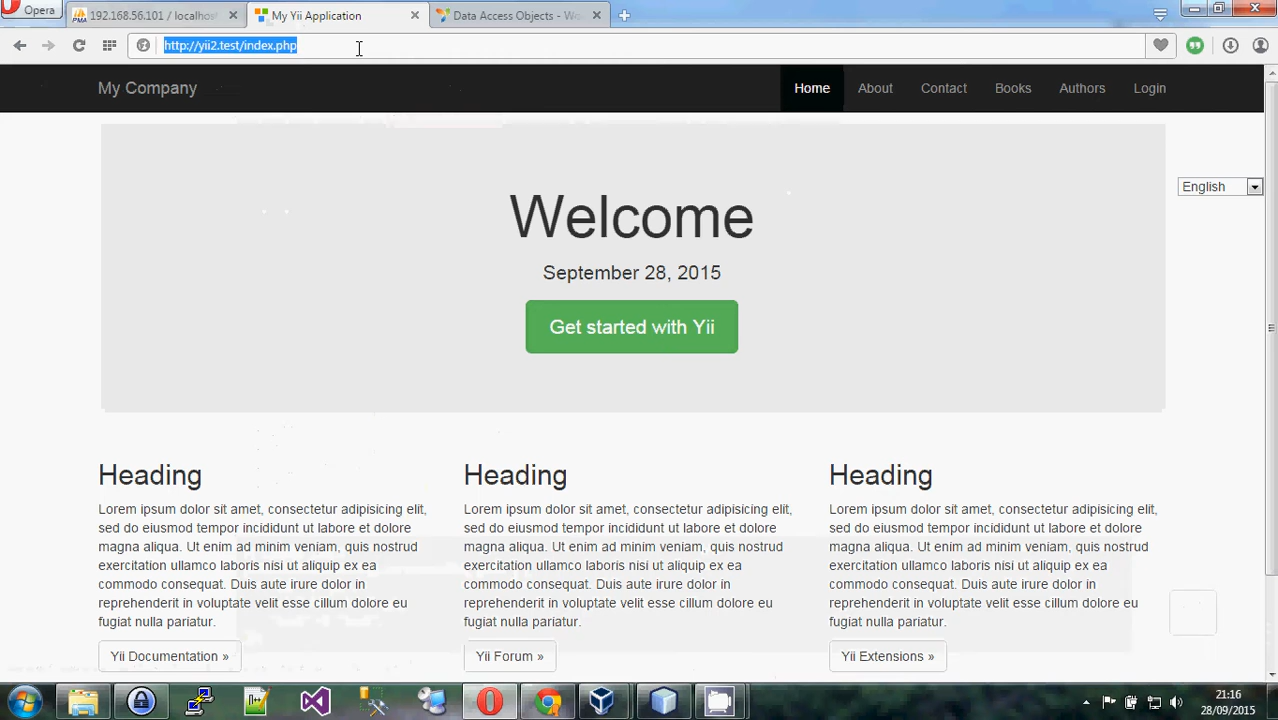 Opera
192.168.56.101 / localhos
My Yii Application
Data Access Objects - Wo
http://yii2.test/index.php
My Company
Home
About
Contact
Books
Authors
Login
English
Welcome
September 28, 2015
Get started with Yii
Heading
Lorem ipsum dolor sit amet, consectetur adipisicing elit,
sed do eiusmod tempor incididunt ut labore et dolore
magna aliqua. Ut enim ad minim veniam, quis nostrud
exercitation ullamco laboris nisi ut aliquip ex ea
commodo consequat. Duis aute irure dolor in
reprehenderit in voluptate velit esse cillum dolore eu
fugiat nulla pariatur.
Yii Documentation »
Heading
Lorem ipsum dolor sit amet, consectetur adipisicing elit,
sed do eiusmod tempor incididunt ut labore et dolore
magna aliqua. Ut enim ad minim veniam, quis nostrud
exercitation ullamco laboris nisi ut aliquip ex ea
commodo consequat. Duis aute irure dolor in
reprehenderit in voluptate velit esse cillum dolore eu
fugiat nulla pariatur.
Yii Forum »
Heading
Lorem ipsum dolor sit amet, consectetur adipisicing elit,
sed do eiusmod tempor incididunt ut labore et dolore
magna aliqua. Ut enim ad minim veniam, quis nostrud
exercitation ullamco laboris nisi ut aliquip ex ea
commodo consequat. Duis aute irure dolor in
reprehenderit in voluptate velit esse cillum dolore eu
fugiat nulla pariatur.
Yii Extensions »
21:16
28/09/2015